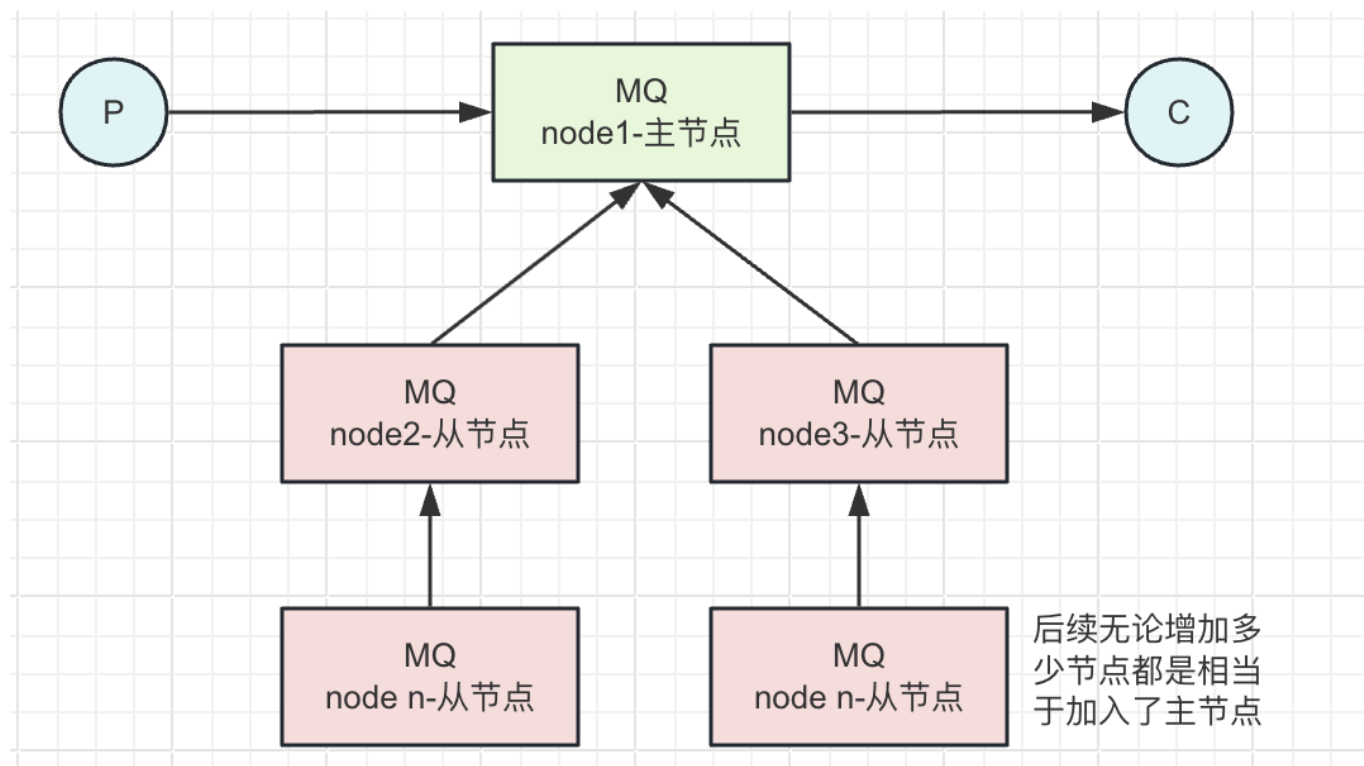 P
MQ
node1-主节点
C
MQ
node2-从节点
MQ
node3-从节点
MQ
node n-从节点
MQ
node n-从节点
后续无论增加多
少节点都是相当
于加入了主节点